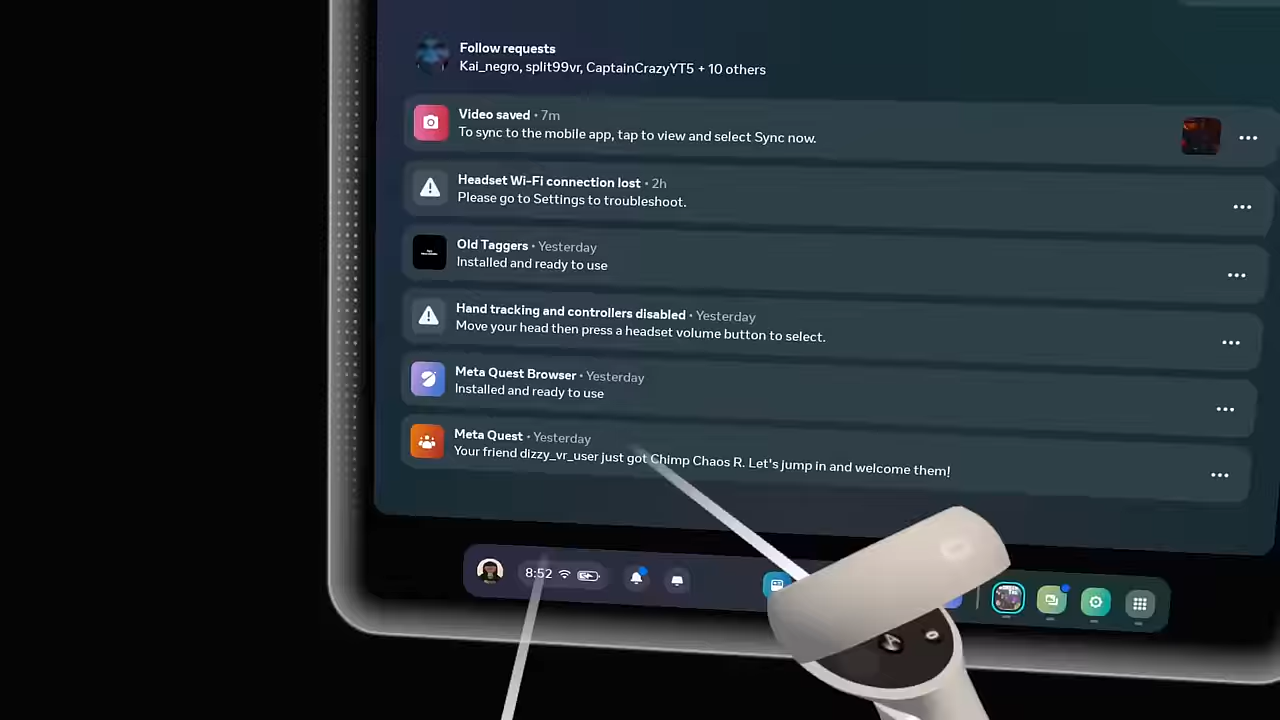 Follow requests
Kai_negro, split99vr, CaptainCrazyYT5 + 10 others
Video saved · 7m
To sync to the mobile app, tap to view and select Sync now.
Headset Wi-Fi connection lost · 2h
Please go to Settings to troubleshoot.
Old Taggers · Yesterday
Installed and ready to use
Hand tracking and controllers disabled · Yesterday
Move your head then press a headset volume button to select.
Meta Quest Browser · Yesterday
Installed and ready to use
Meta Quest · Yesterday
Your friend dizzy_vr_user just got Chimp Chaos R. Let's jump in and welcome them!
8:52